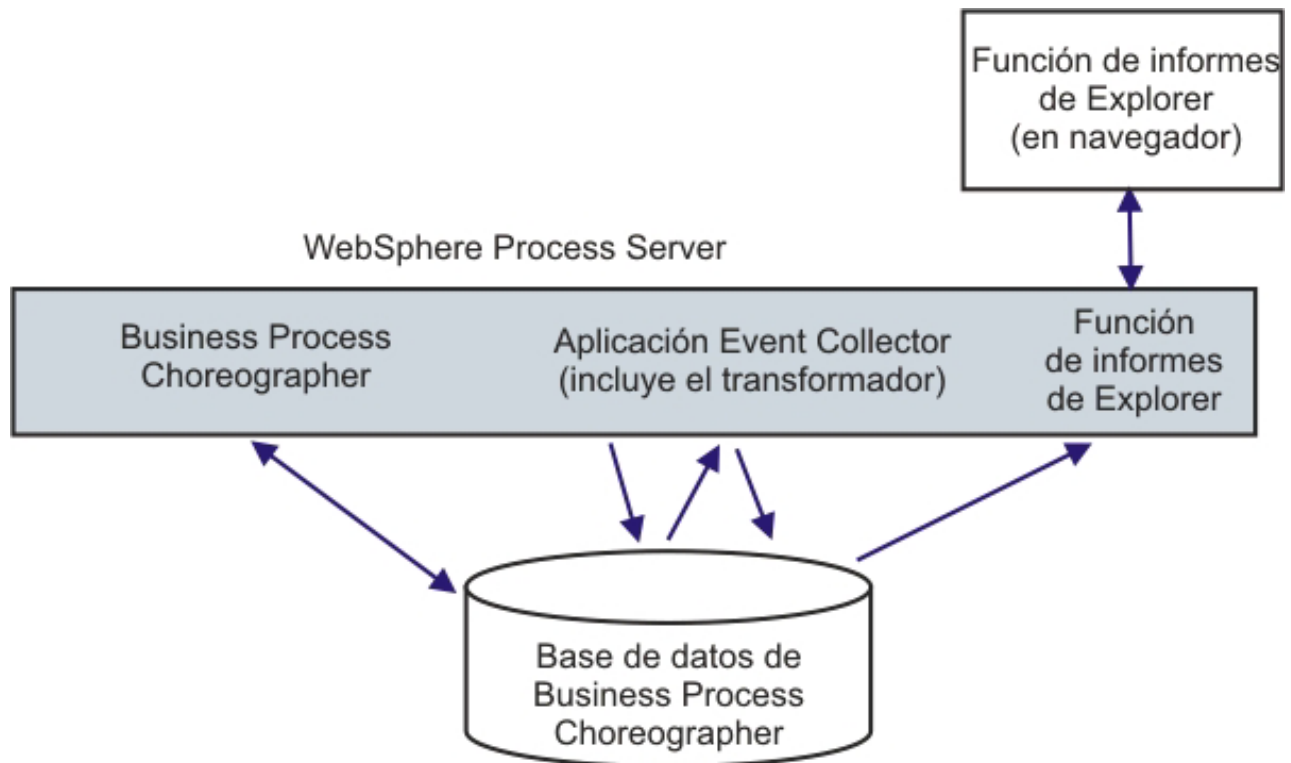 Función de informes
de Explorer
(en navegador)
WebSphere Process Server
Business Process
Choreographer
Aplicación Event Collector
(incluye el transformador)
Función
de informes
de Explorer
Base de datos de
Business Process
Choreographer